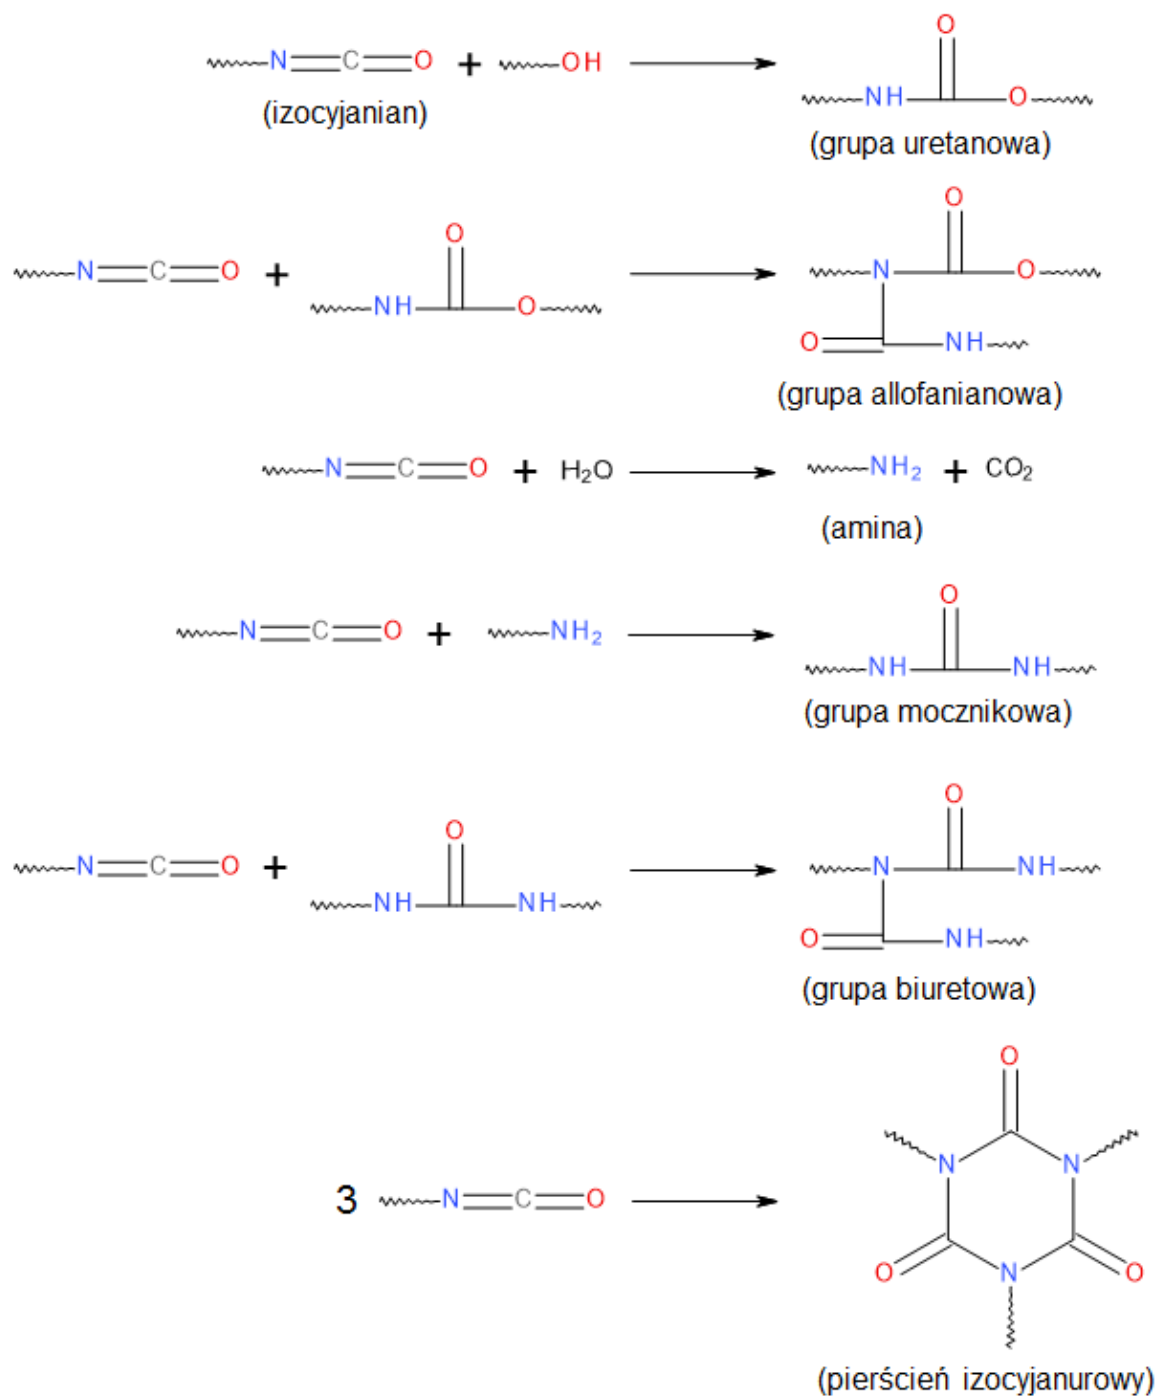 N C O + OH
O
NH O
(izocyjanian)
(grupa uretanowa)
N C O + O
NH O
O
N O
O NH
(grupa allofanianowa)
N C O + H₂O
NH₂ + CO₂
(amina)
N C O + NH₂
O
NH NH
(grupa mocznikowa)
N C O + O
NH NH
O
N NH
O NH
(grupa biuretowa)
3 N C O
O
N N
O N O
(pierścień izocyjanurowy)